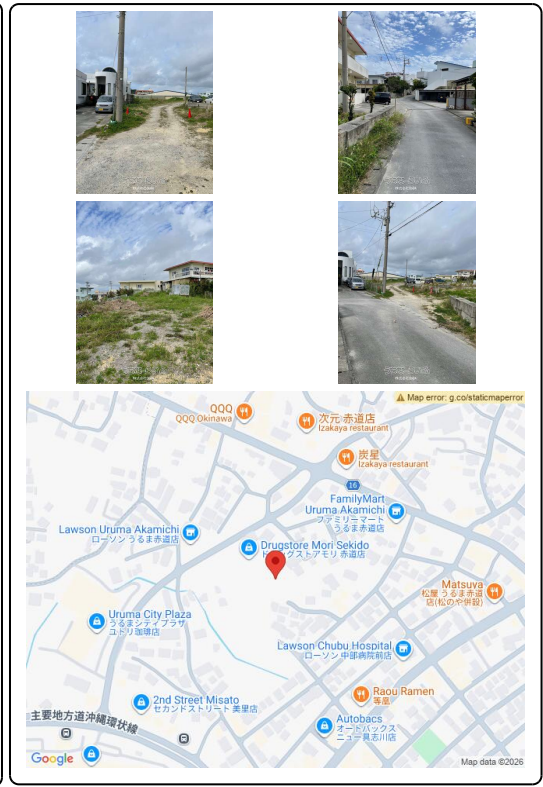 ⚠ Map error: g.co/staticmaperror
QQQ
QQQ Okinawa
次元 赤道店
Izakaya restaurant
炭星
Izakaya restaurant
16
FamilyMart
Uruma Akamichi
ファミリーマート
うるま赤道店
Lawson Uruma Akamichi
ローソン うるま赤道店
Drugstore Mori Sekido
ドラッグストアモリ 赤道店
Matsuya
松屋 うるま赤道
店(松のや併設)
Uruma City Plaza
うるまシティプラザ
ユトリ珈琲店
Lawson Chubu Hospital
ローソン 中部病院前店
Raou Ramen
2nd Street Misato
セカンドストリート 美里店
Autobacs
オートバックス
ニュー具志川店
主要地方道沖縄環状線
Google
Map data ©2026